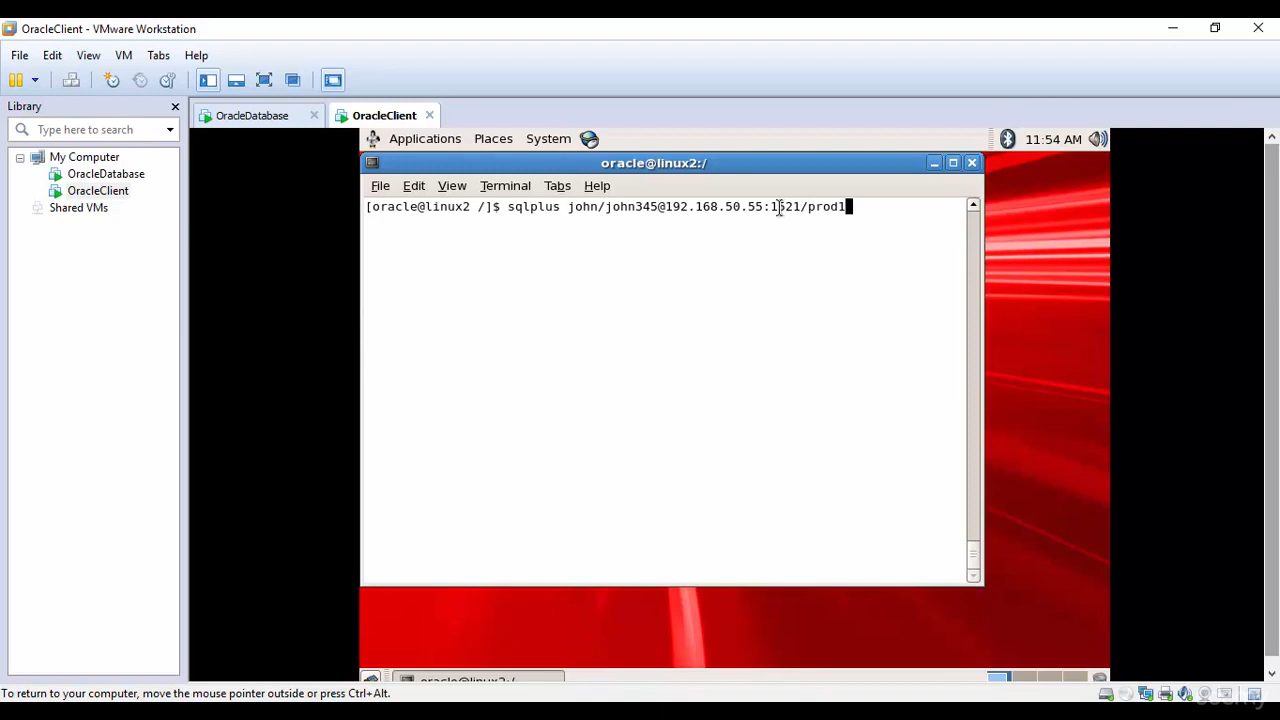 OracleClient - VMware Workstation
File Edit View VM Tabs Help
Library
Type here to search
My Computer
OracleDatabase
OracleClient
Shared VMs
OracleDatabase OracleClient
Applications Places System 11:54 AM
oracle@linux2:/
File Edit View Terminal Tabs Help
[oracle@linux2 /]$ sqlplus john/john345@192.168.50.55:1521/prod1
oracle@linux2:/
To return to your computer, move the mouse pointer outside or press Ctrl+Alt.